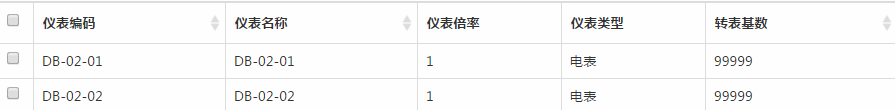 仪表编码 仪表名称 仪表倍率 仪表类型 转表基数
DB-02-01 DB-02-01 1 电表 99999
DB-02-02 DB-02-02 1 电表 99999